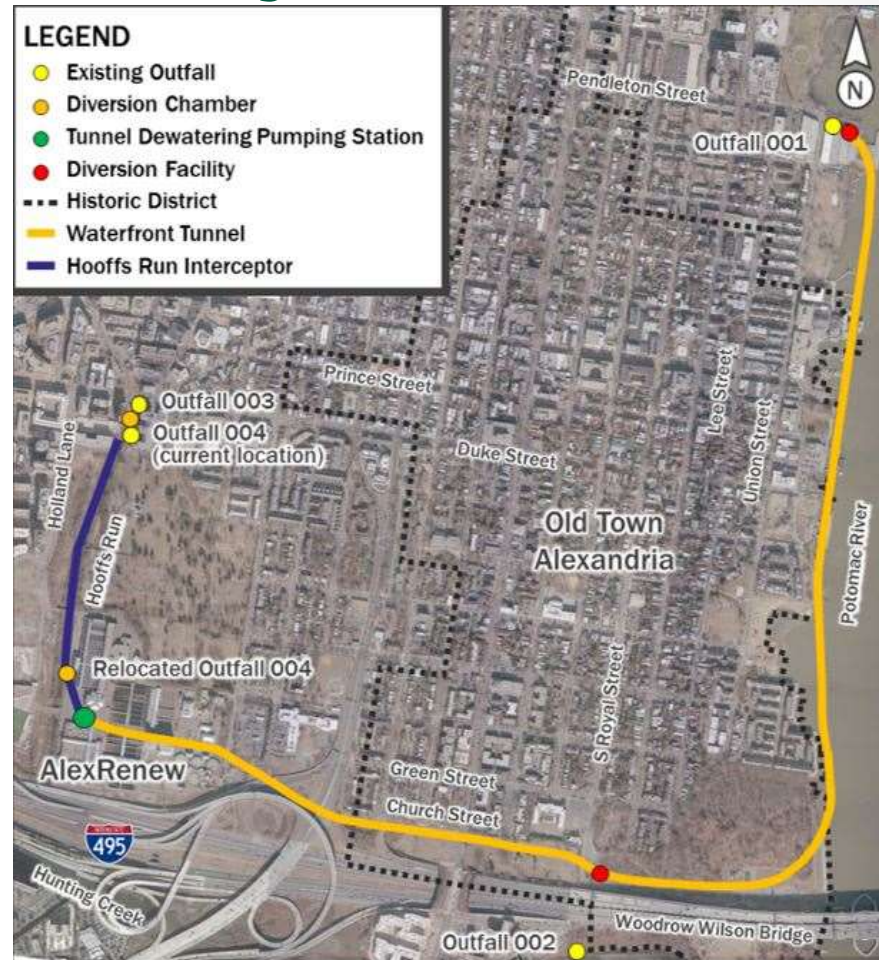 LEGEND
Existing Outfall
Diversion Chamber
Tunnel Dewatering Pumping Station
Diversion Facility
Historic District
Waterfront Tunnel
Hooffs Run Interceptor
N
Pendleton Street
Outfall 001
Prince Street
Outfall 003
Outfall 004
(current location)
Holland Lane
Hooffs Run
Duke Street
Lee Street
Union Street
Old Town
Alexandria
Potomac River
Relocated Outfall 004
S Royal Street
AlexRenew
Green Street
Church Street
495
Hunting Creek
Woodrow Wilson Bridge
Outfall 002